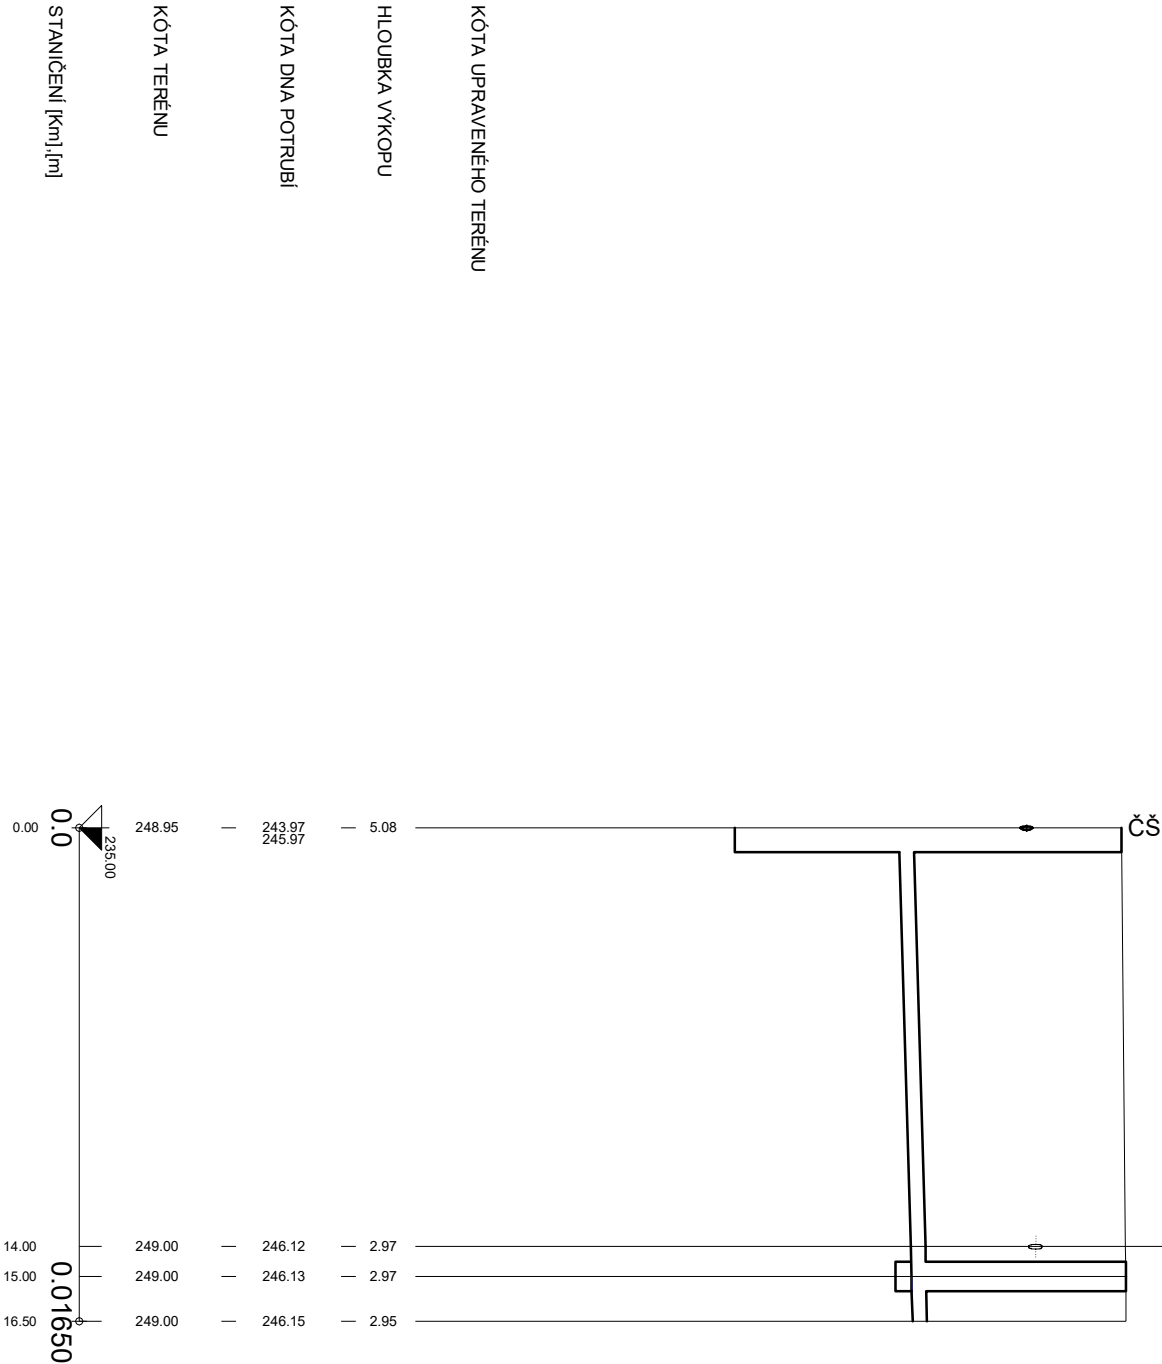 STANIČENÍ [Km],[m]
KÓTA TERÉNU
KÓTA DNA POTRUBÍ
HLOUBKA VÝKOPU
KÓTA UPRAVENÉHO TERÉNU
0.00 0.0 235.00 248.95 243.97 5.08 ČŠ
245.97
14.00 249.00 246.12 2.97
15.00 249.00 246.13 2.97
16.50 0.01650 249.00 246.15 2.95